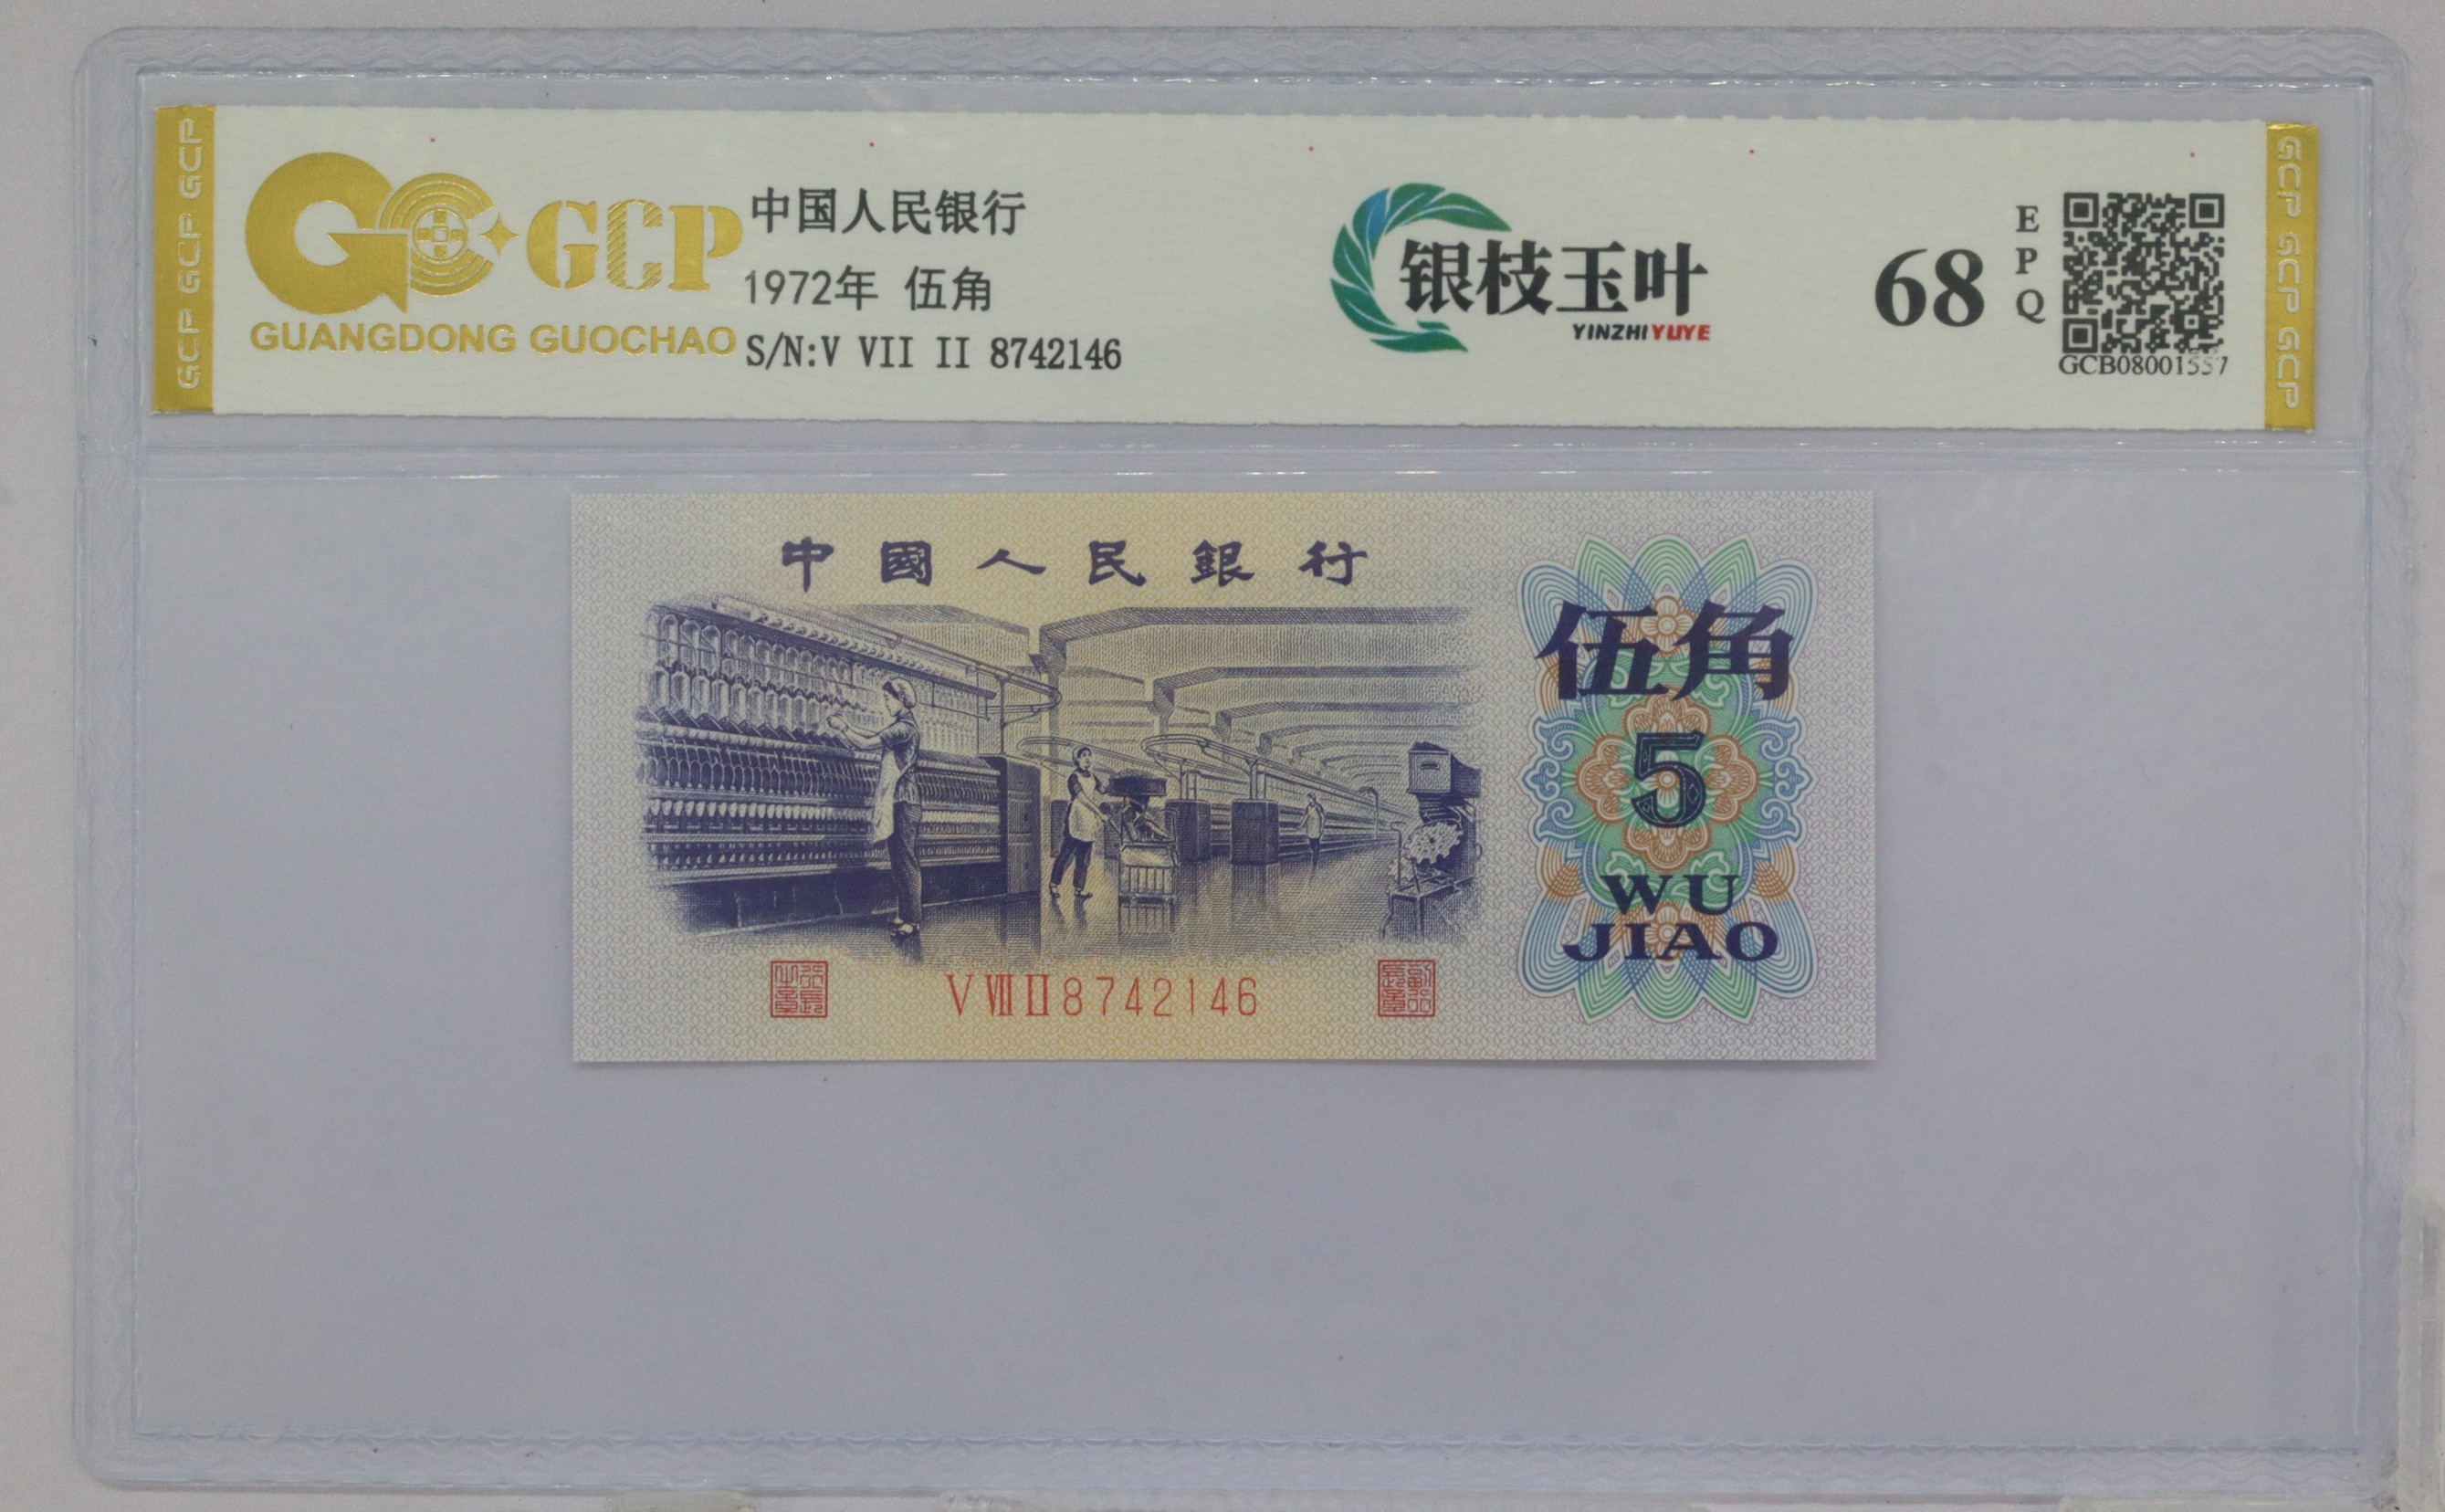 GCP GCP GCP
GCP
GUANGDONG GUOCHAO
中国人民银行
1972年 伍角
S/N:V VII II 8742146
银枝玉叶
YINZHIYUYE
68
E
P
Q
GCB08001557
GCP GCP GCP
中國人民銀行
伍角
5
WU
JIAO
V VII II 8742146